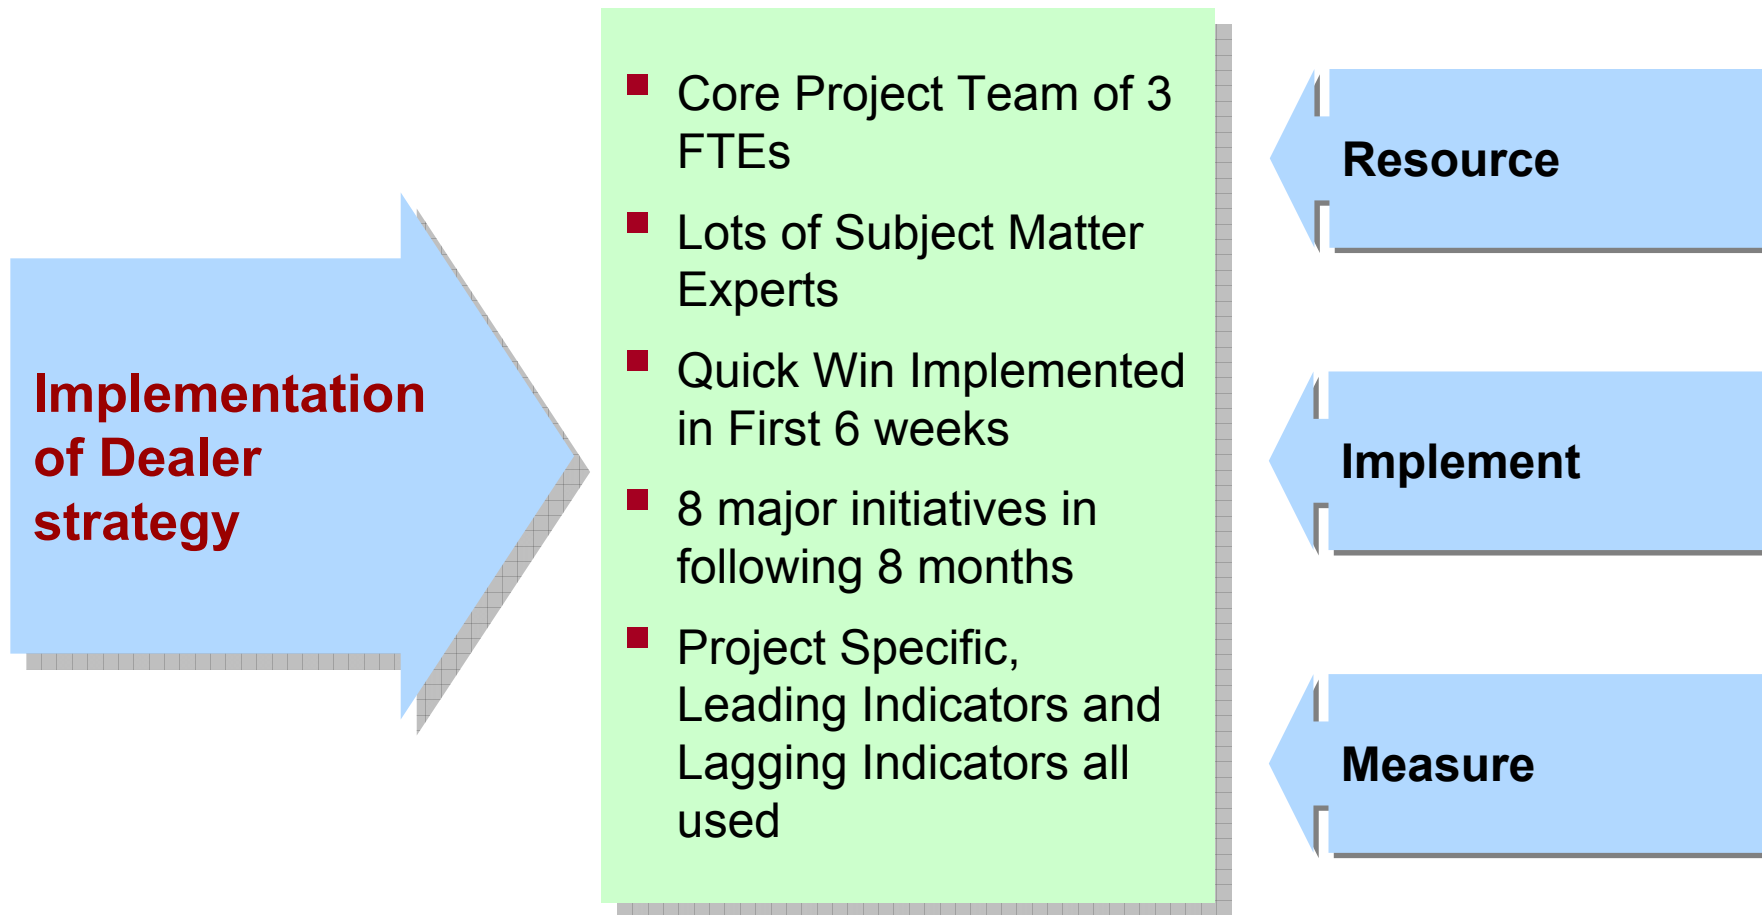 Implementation
of Dealer
strategy
Core Project Team of 3
FTEs
Lots of Subject Matter
Experts
Quick Win Implemented
in First 6 weeks
8 major initiatives in
following 8 months
Project Specific,
Leading Indicators and
Lagging Indicators all
used
Resource
Implement
Measure